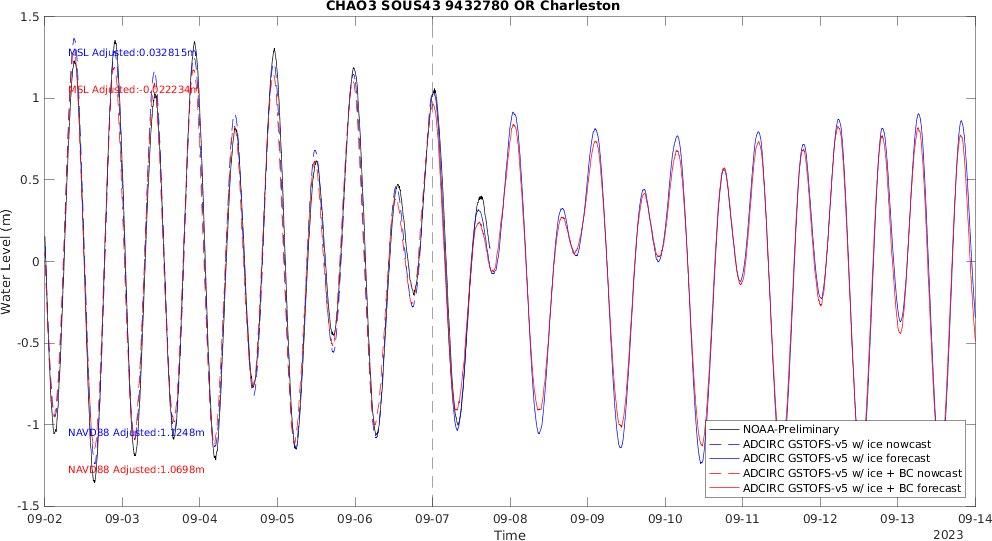 CHAO3 SOUS43 9432780 OR Charleston
1.5
1
0.5
0
-0.5
-1
-1.5
Water Level (m)
MSL Adjusted:0.032815m
MSL Adjusted:-0.022234m
NAVD88 Adjusted:1.1248m
NAVD88 Adjusted:1.0698m
NOAA-Preliminary
ADCIRC GSTOFS-v5 w/ ice nowcast
ADCIRC GSTOFS-v5 w/ ice forecast
ADCIRC GSTOFS-v5 w/ ice + BC nowcast
ADCIRC GSTOFS-v5 w/ ice + BC forecast
09-02 09-03 09-04 09-05 09-06 09-07 09-08 09-09 09-10 09-11 09-12 09-13 09-14
Time
2023